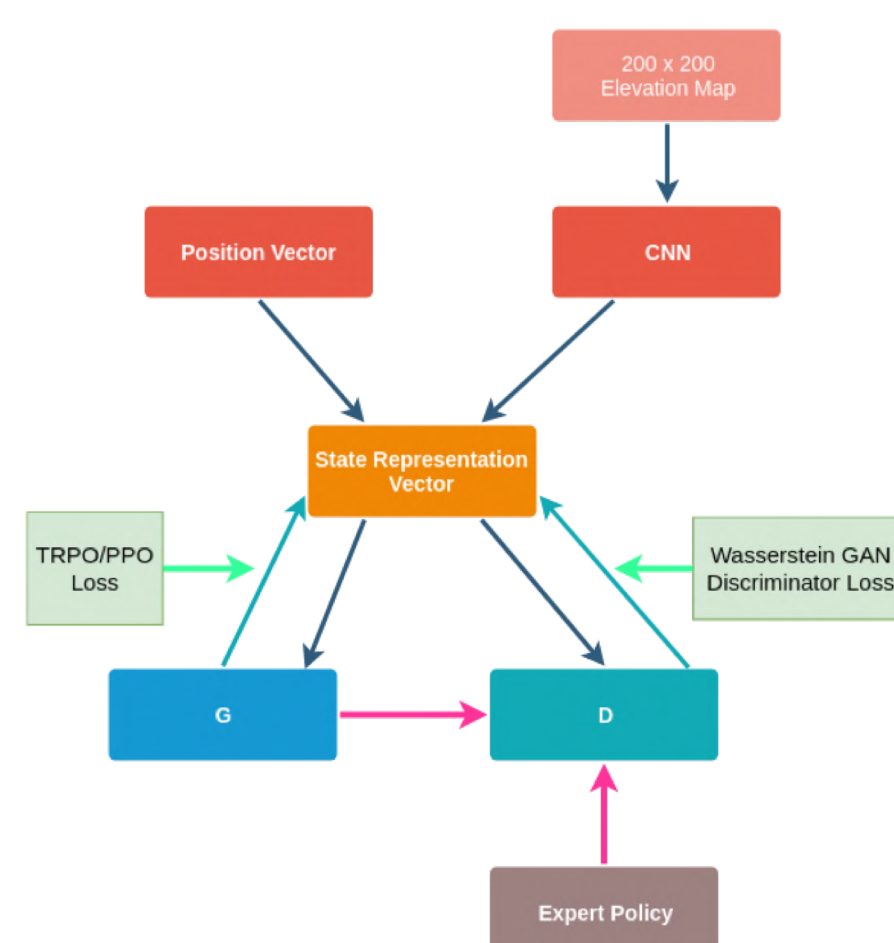 200 x 200
Elevation Map
Position Vector
CNN
State Representation
Vector
TRPO/PPO
Loss
Wasserstein GAN
Discriminator Loss
G
D
Expert Policy